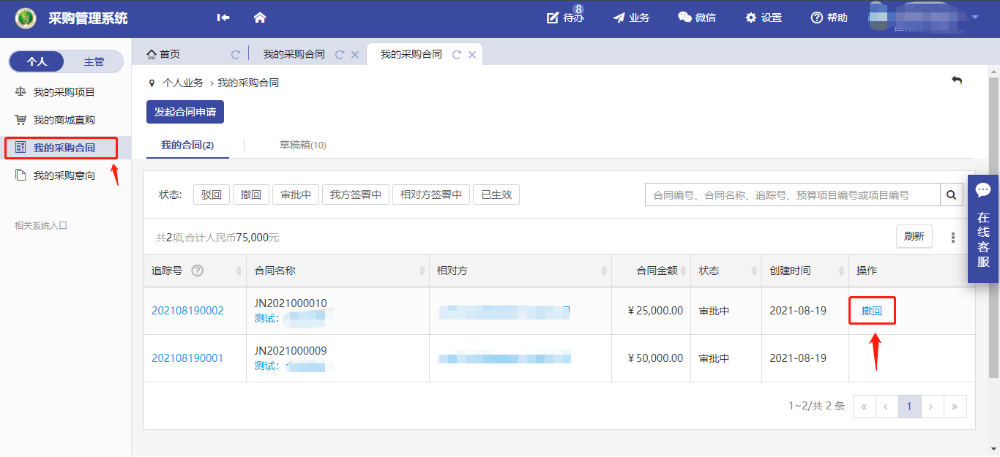 采购管理系统
待办
8
业务
微信
设置
帮助
个人
主管
我的采购项目
我的商城直购
我的采购合同
我的采购意向
相关系统入口
首页
我的采购合同
我的采购合同
个人业务 > 我的采购合同
发起合同申请
我的合同(2)
草稿箱(10)
状态:
驳回
撤回
审批中
我方签署中
相对方签署中
已生效
合同编号、合同名称、追踪号、预算项目编号或项目编号
共2项,合计人民币75,000元
刷新
追踪号
合同名称
相对方
合同金额
状态
创建时间
操作
202108190002
JN2021000010
测试:
￥25,000.00
审批中
2021-08-19
撤回
202108190001
JN2021000009
测试:
￥50,000.00
审批中
2021-08-19
1~2/共 2 条
« ‹ 1 › »
在线客服